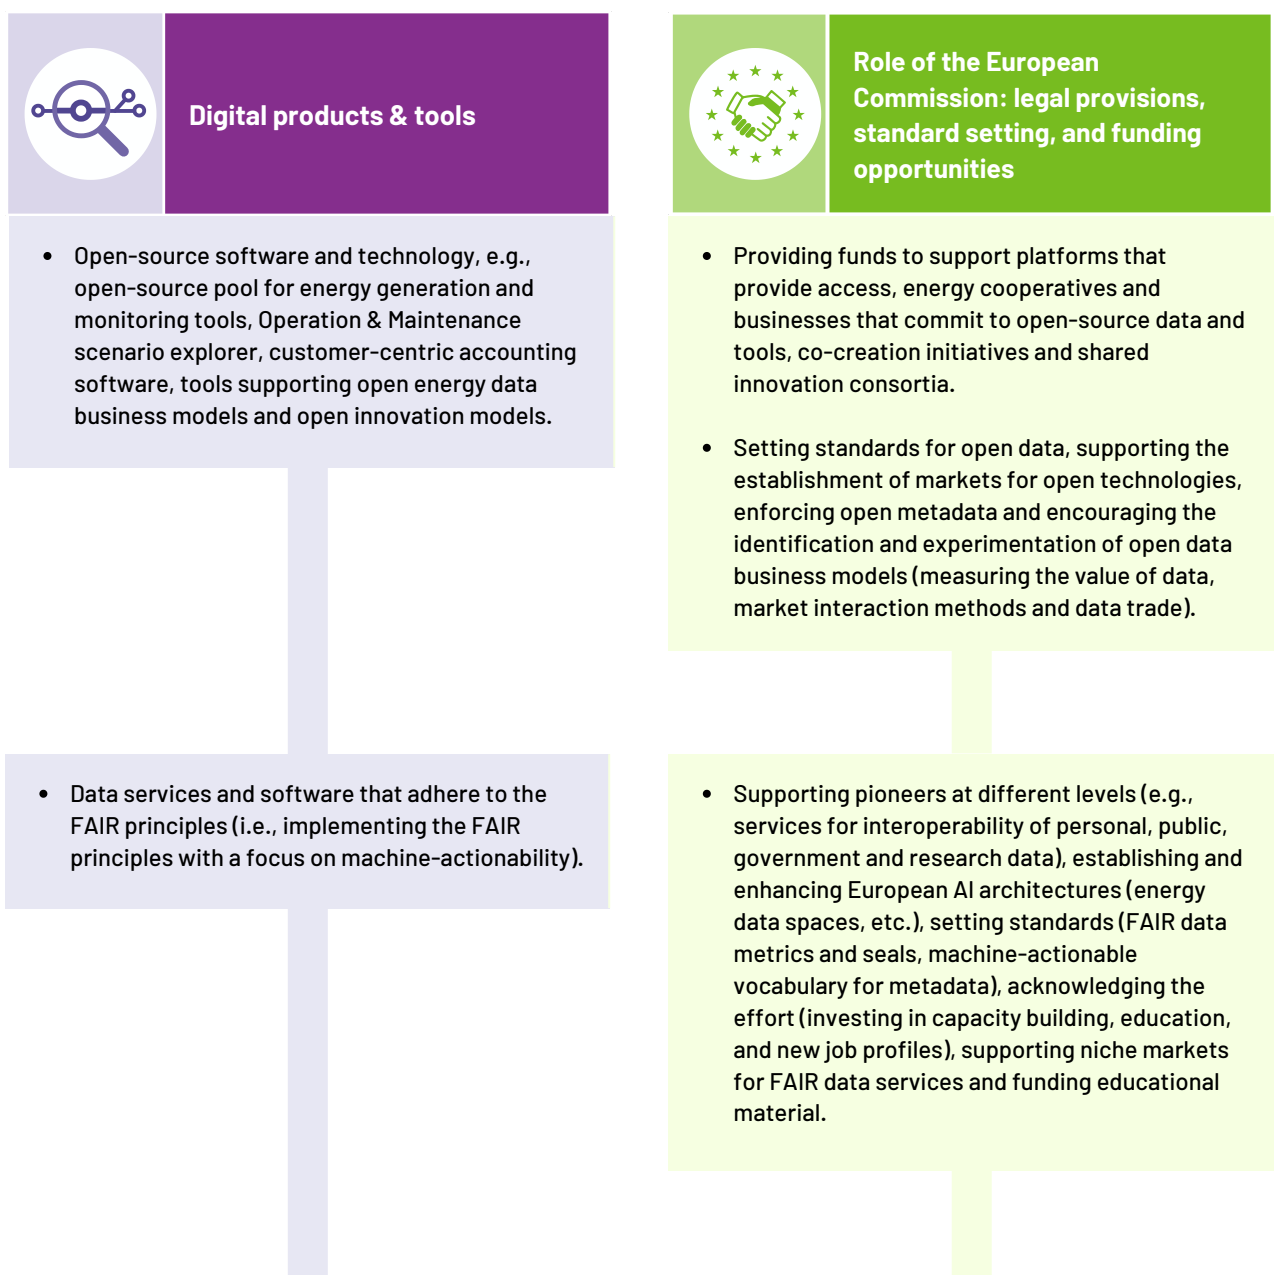 Digital products & tools
• Open-source software and technology, e.g.,
open-source pool for energy generation and
monitoring tools, Operation & Maintenance
scenario explorer, customer-centric accounting
software, tools supporting open energy data
business models and open innovation models.
• Data services and software that adhere to the
FAIR principles (i.e., implementing the FAIR
principles with a focus on machine-actionability).
Role of the European
Commission: legal provisions,
standard setting, and funding
opportunities
• Providing funds to support platforms that
provide access, energy cooperatives and
businesses that commit to open-source data and
tools, co-creation initiatives and shared
innovation consortia.
• Setting standards for open data, supporting the
establishment of markets for open technologies,
enforcing open metadata and encouraging the
identification and experimentation of open data
business models (measuring the value of data,
market interaction methods and data trade).
• Supporting pioneers at different levels (e.g.,
services for interoperability of personal, public,
government and research data), establishing and
enhancing European AI architectures (energy
data spaces, etc.), setting standards (FAIR data
metrics and seals, machine-actionable
vocabulary for metadata), acknowledging the
effort (investing in capacity building, education,
and new job profiles), supporting niche markets
for FAIR data services and funding educational
material.